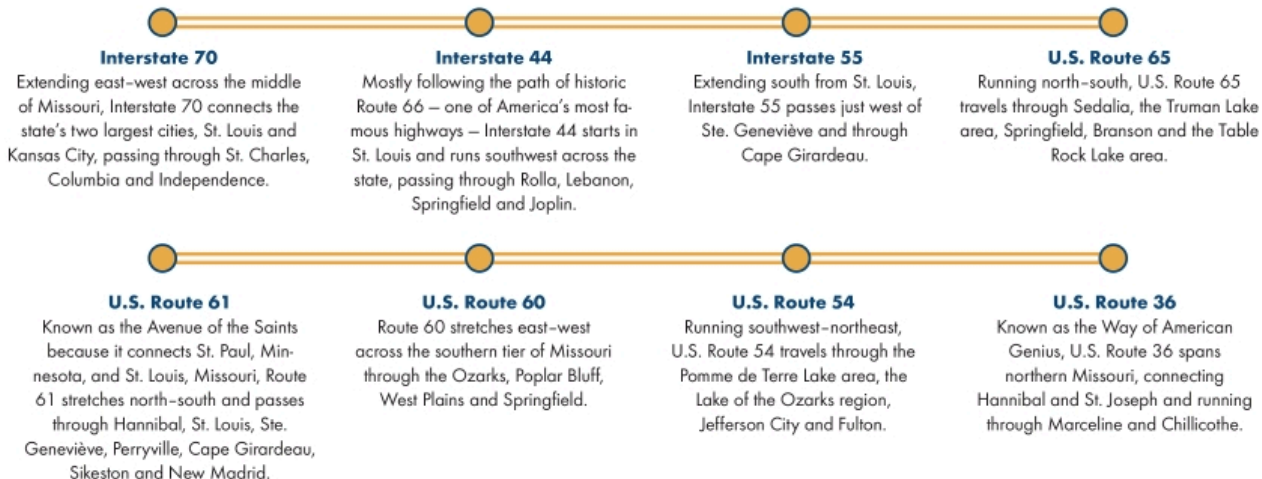 Interstate 70
Extending east–west across the middle
of Missouri, Interstate 70 connects the
state's two largest cities, St. Louis and
Kansas City, passing through St. Charles,
Columbia and Independence.
Interstate 44
Mostly following the path of historic
Route 66 — one of America's most fa-
mous highways — Interstate 44 starts in
St. Louis and runs southwest across the
state, passing through Rolla, Lebanon,
Springfield and Joplin.
Interstate 55
Extending south from St. Louis,
Interstate 55 passes just west of
Ste. Geneviève and through
Cape Girardeau.
U.S. Route 65
Running north–south, U.S. Route 65
travels through Sedalia, the Truman Lake
area, Springfield, Branson and the Table
Rock Lake area.
U.S. Route 61
Known as the Avenue of the Saints
because it connects St. Paul, Min-
nesota, and St. Louis, Missouri, Route
61 stretches north–south and passes
through Hannibal, St. Louis, Ste.
Geneviève, Perryville, Cape Girardeau,
Sikeston and New Madrid.
U.S. Route 60
Route 60 stretches east–west
across the southern tier of Missouri
through the Ozarks, Poplar Bluff,
West Plains and Springfield.
U.S. Route 54
Running southwest–northeast,
U.S. Route 54 travels through the
Pomme de Terre Lake area, the
Lake of the Ozarks region,
Jefferson City and Fulton.
U.S. Route 36
Known as the Way of American
Genius, U.S. Route 36 spans
northern Missouri, connecting
Hannibal and St. Joseph and running
through Marceline and Chillicothe.